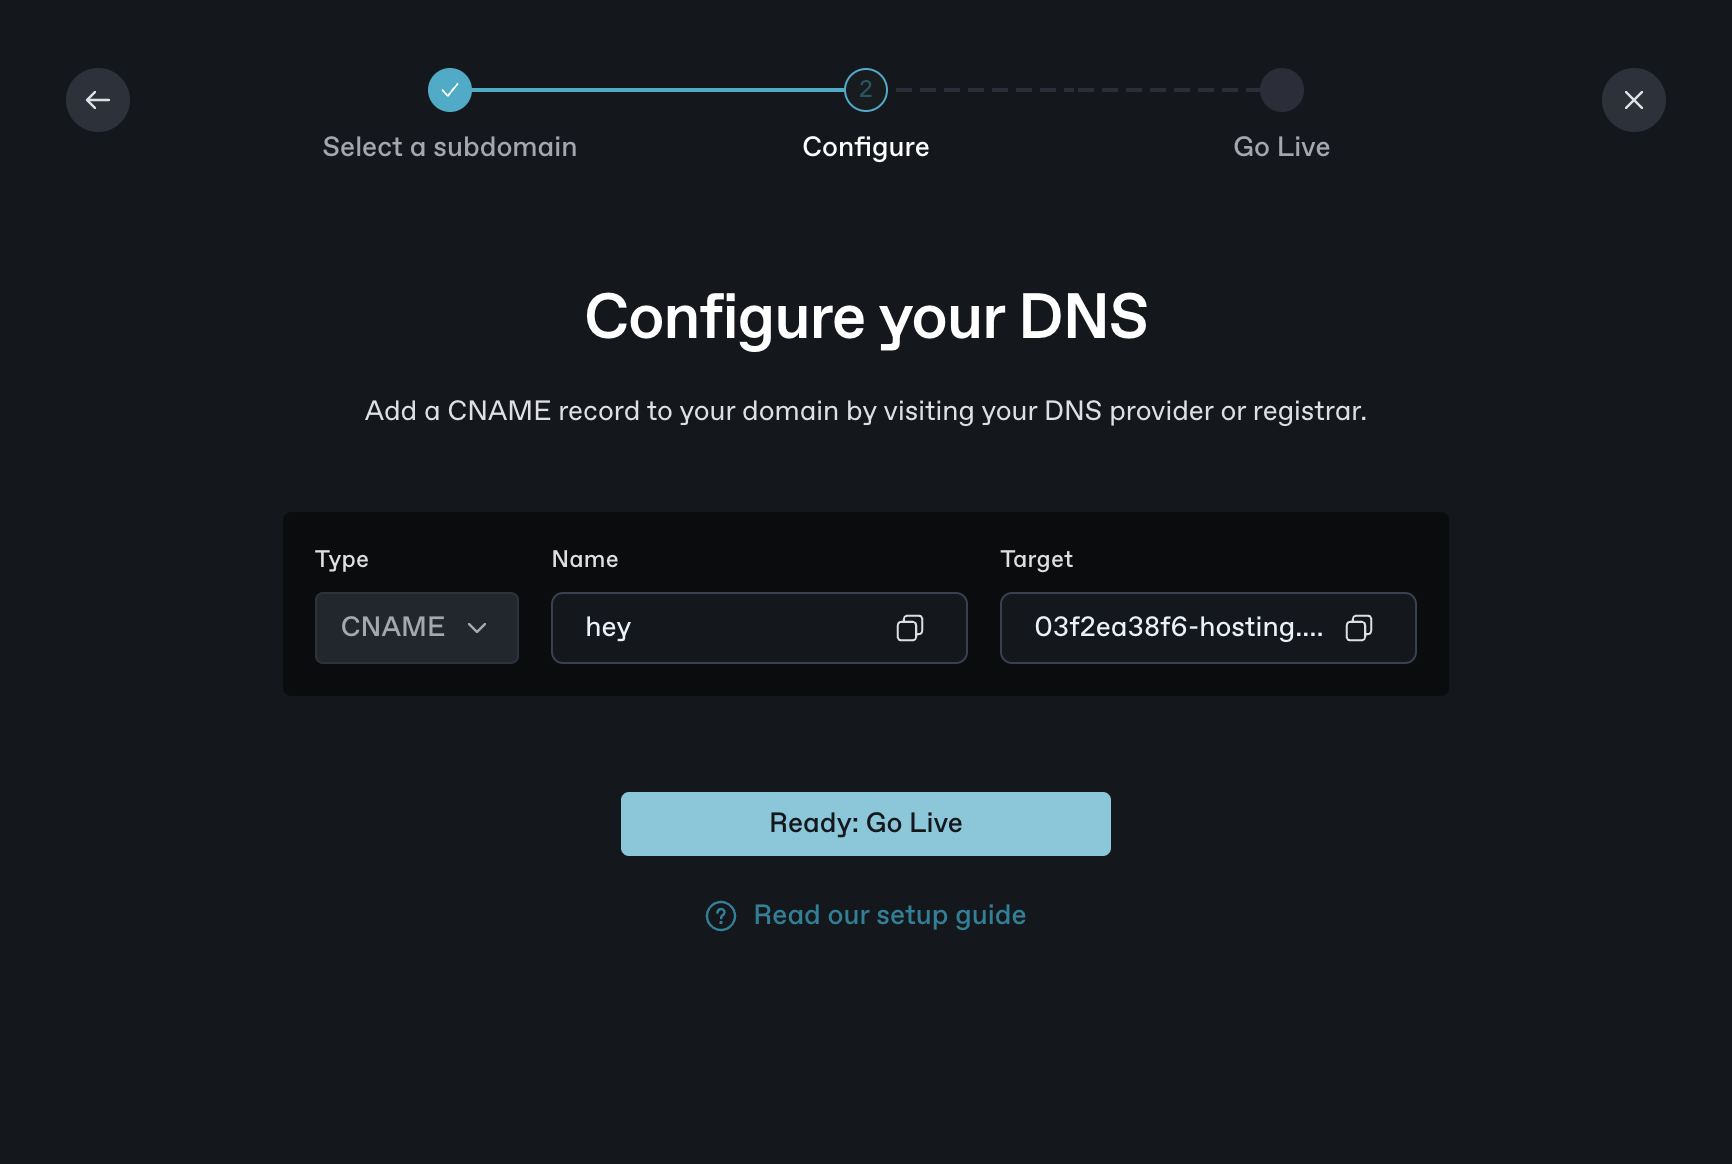 2
Select a subdomain
Configure
Go Live
Configure your DNS
Add a CNAME record to your domain by visiting your DNS provider or registrar.
Type
Name
Target
CNAME
hey
03f2ea38f6-hosting....
Ready: Go Live
? Read our setup guide